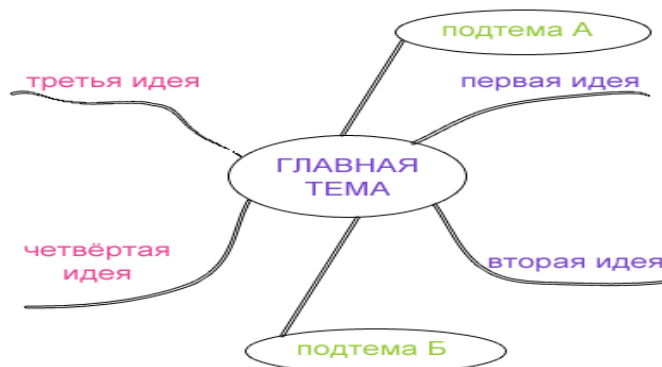 подтема А
третья идея
первая идея
ГЛАВНАЯ
ТЕМА
четвёртая
идея
вторая идея
подтема Б